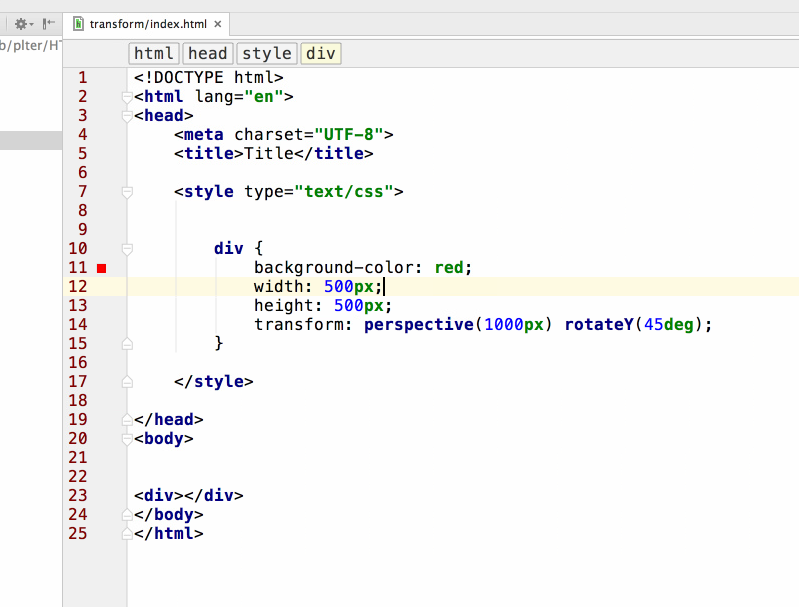 transform/index.html ×
b/plter/HT
html head style div
1 <!DOCTYPE html>
2 <html lang="en">
3 <head>
4     <meta charset="UTF-8">
5     <title>Title</title>
6
7     <style type="text/css">
8
9
10         div {
11             background-color: red;
12             width: 500px;
13             height: 500px;
14             transform: perspective(1000px) rotateY(45deg);
15         }
16
17     </style>
18
19 </head>
20 <body>
21
22
23 <div></div>
24 </body>
25 </html>